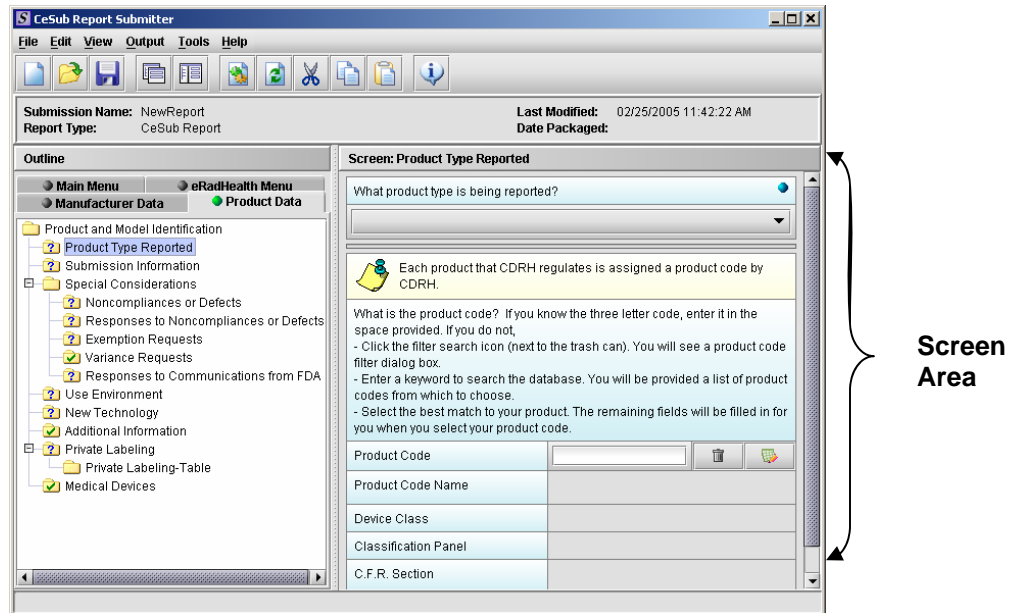 CeSub Report Submitter
File Edit View Output Tools Help
Submission Name: NewReport
Last Modified: 02/25/2005 11:42:22 AM
Report Type: CeSub Report
Date Packaged:
Outline
Main Menu
eRadHealth Menu
Manufacturer Data
Product Data
Product and Model Identification
Product Type Reported
Submission Information
Special Considerations
Noncompliances or Defects
Responses to Noncompliances or Defects
Exemption Requests
Variance Requests
Responses to Communications from FDA
Use Environment
New Technology
Additional Information
Private Labeling
Private Labeling-Table
Medical Devices
Screen: Product Type Reported
What product type is being reported?
Each product that CDRH regulates is assigned a product code by
CDRH.
What is the product code? If you know the three letter code, enter it in the
space provided. If you do not,
- Click the filter search icon (next to the trash can). You will see a product code
filter dialog box.
- Enter a keyword to search the database. You will be provided a list of product
codes from which to choose.
- Select the best match to your product. The remaining fields will be filled in for
you when you select your product code.
Product Code
Product Code Name
Device Class
Classification Panel
C.F.R. Section
Screen
Area